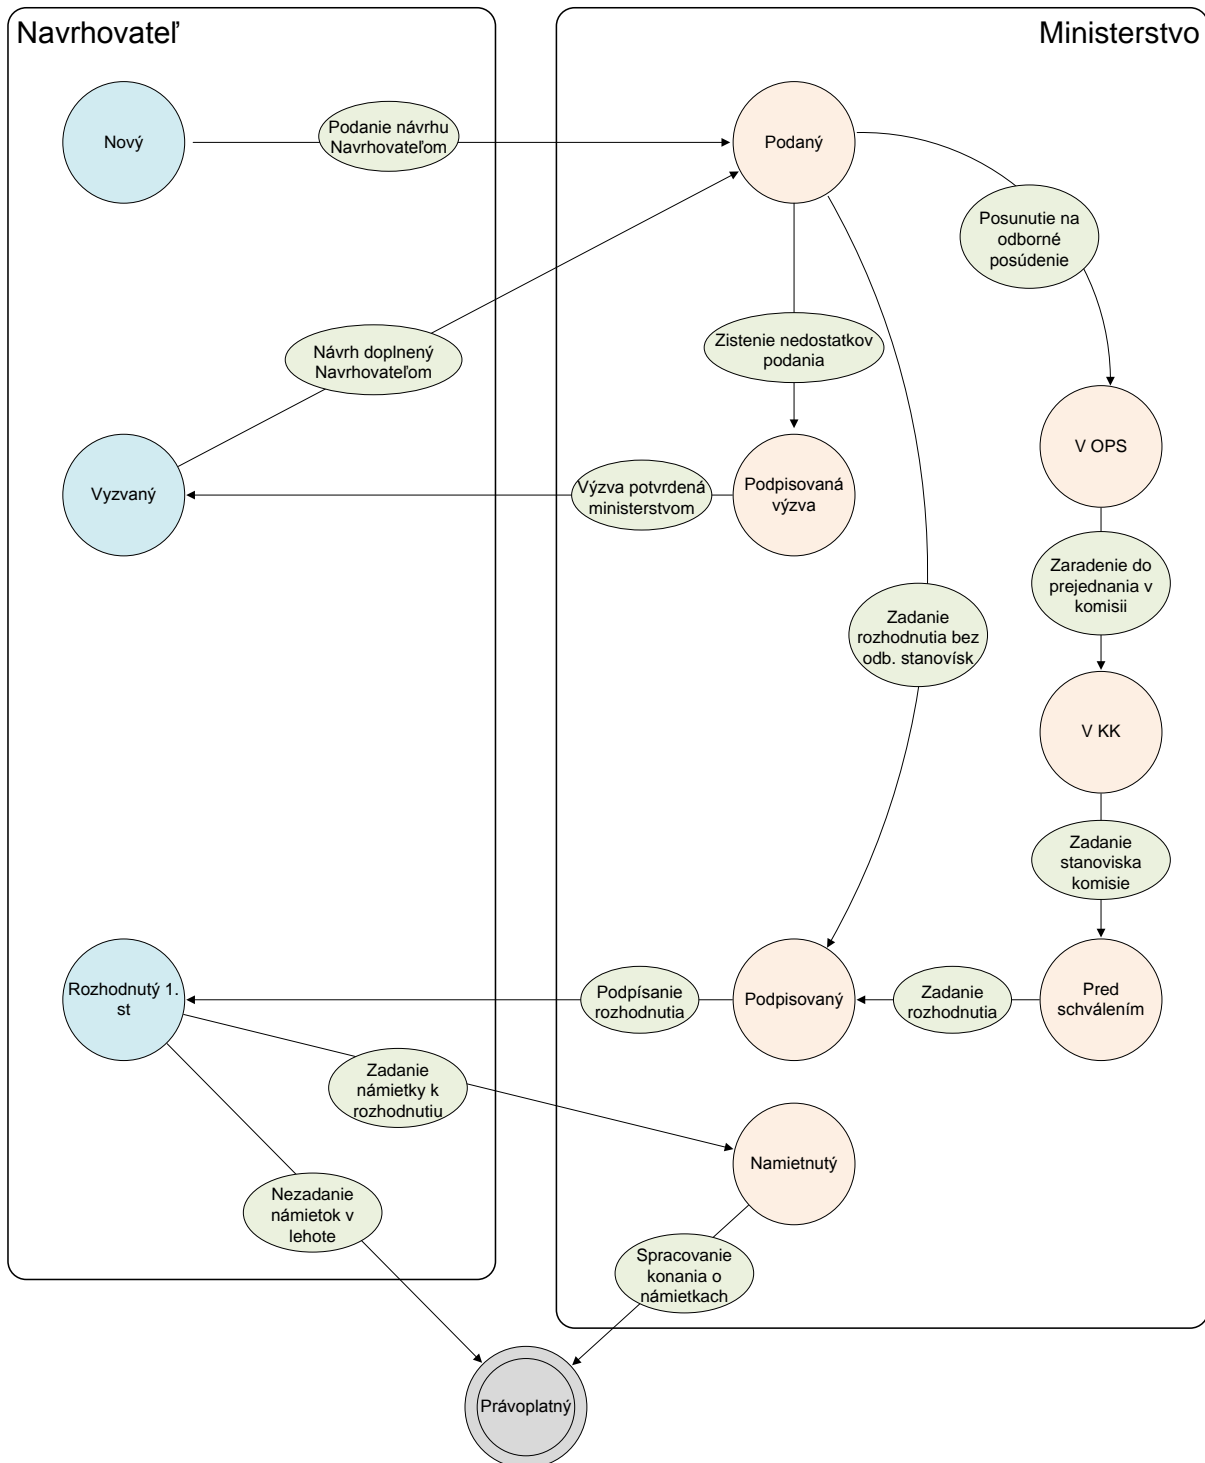 Navrhovateľ
Ministerstvo
Nový
Podanie návrhu
Navrhovateľom
Podaný
Posunutie na
odborné
posúdenie
Návrh doplnený
Navrhovateľom
Zistenie nedostatkov
podania
V OPS
Vyzvaný
Výzva potvrdená
ministerstvom
Podpisovaná
výzva
Zaradenie do
prejednania v
komisii
Zadanie
rozhodnutia bez
odb. stanovísk
V KK
Zadanie
stanoviska
komisie
Rozhodnutý 1.
st
Podpísanie
rozhodnutia
Podpisovaný
Zadanie
rozhodnutia
Pred
schválením
Zadanie
námietky k
rozhodnutiu
Namietnutý
Nezadanie
námietok v
lehote
Spracovanie
konania o
námietkach
Právoplatný